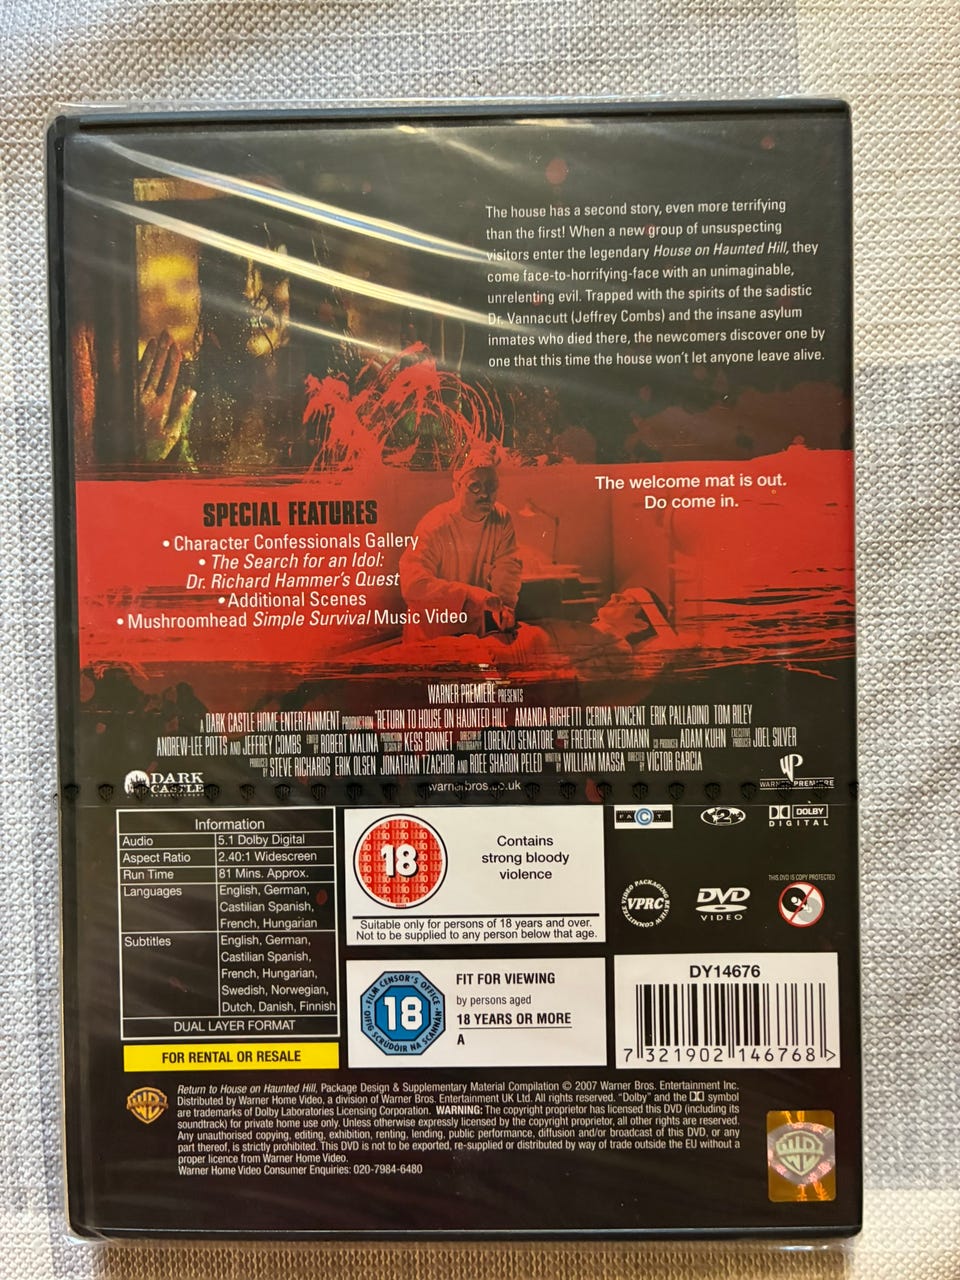 The house has a second story, even more terrifying
than the first! When a new group of unsuspecting
visitors enter the legendary House on Haunted Hill, they
come face-to-horrifying-face with an unimaginable,
unrelenting evil. Trapped with the spirits of the sadistic
Dr. Vannacutt (Jeffrey Combs) and the insane asylum
inmates who died there, the newcomers discover one by
one that this time the house won't let anyone leave alive.
The welcome mat is out.
Do come in.
SPECIAL FEATURES
• Character Confessionals Gallery
• The Search for an Idol:
Dr. Richard Hammer's Quest
• Additional Scenes
• Mushroomhead Simple Survival Music Video
WARNER PREMIERE PRESENTS
A DARK CASTLE HOME ENTERTAINMENT PRODUCTION 'RETURN TO HOUSE ON HAUNTED HILL' AMANDA RIGHETTI CERINA VINCENT ERIK PALLADINO TOM RILEY
ANDREW-LEE POTTS AND JEFFREY COMBS EDITED BY ROBERT MALINA PRODUCTION DESIGN BY KESS BONNET DIRECTOR OF PHOTOGRAPHY LORENZO SENATORE MUSIC BY FREDERIK WIEDMANN CO-PRODUCER ADAM KUHN EXECUTIVE PRODUCER JOEL SILVER
PRODUCED BY STEVE RICHARDS ERIK OLSEN JONATHAN TZACHOR AND ROEE SHARON PELED WRITTEN BY WILLIAM MASSA DIRECTED BY VICTOR GARCIA
DARK
CASTLE
ENTERTAINMENT
warnerbros.co.uk
WARNER PREMIERE
Information
Audio 5.1 Dolby Digital
Aspect Ratio 2.40:1 Widescreen
Run Time 81 Mins. Approx.
Languages English, German,
Castilian Spanish,
French, Hungarian
Subtitles English, German,
Castilian Spanish,
French, Hungarian,
Swedish, Norwegian,
Dutch, Danish, Finnish
DUAL LAYER FORMAT
FOR RENTAL OR RESALE
18
Contains
strong bloody
violence
Suitable only for persons of 18 years and over.
Not to be supplied to any person below that age.
FILM CENSOR'S OFFICE
18
OIFIG SCRÚDÓIR NA SCANNÁN
FIT FOR VIEWING
by persons aged
18 YEARS OR MORE
A
FACT
2
DOLBY
DIGITAL
VIDEO PACKAGING REVIEW COMMITTEE
VPRC
DVD
VIDEO
THIS DVD IS COPY PROTECTED
DY14676
7 321902 146768 >
Return to House on Haunted Hill, Package Design & Supplementary Material Compilation © 2007 Warner Bros. Entertainment Inc.
Distributed by Warner Home Video, a division of Warner Bros. Entertainment UK Ltd. All rights reserved. "Dolby" and the DD symbol
are trademarks of Dolby Laboratories Licensing Corporation. WARNING: The copyright proprietor has licensed this DVD (including its
soundtrack) for private home use only. Unless otherwise expressly licensed by the copyright proprietor, all other rights are reserved.
Any unauthorised copying, editing, exhibition, renting, lending, public performance, diffusion and/or broadcast of this DVD, or any
part thereof, is strictly prohibited. This DVD is not to be exported, re-supplied or distributed by way of trade outside the EU without a
proper licence from Warner Home Video.
Warner Home Video Consumer Enquiries: 020-7984-6480